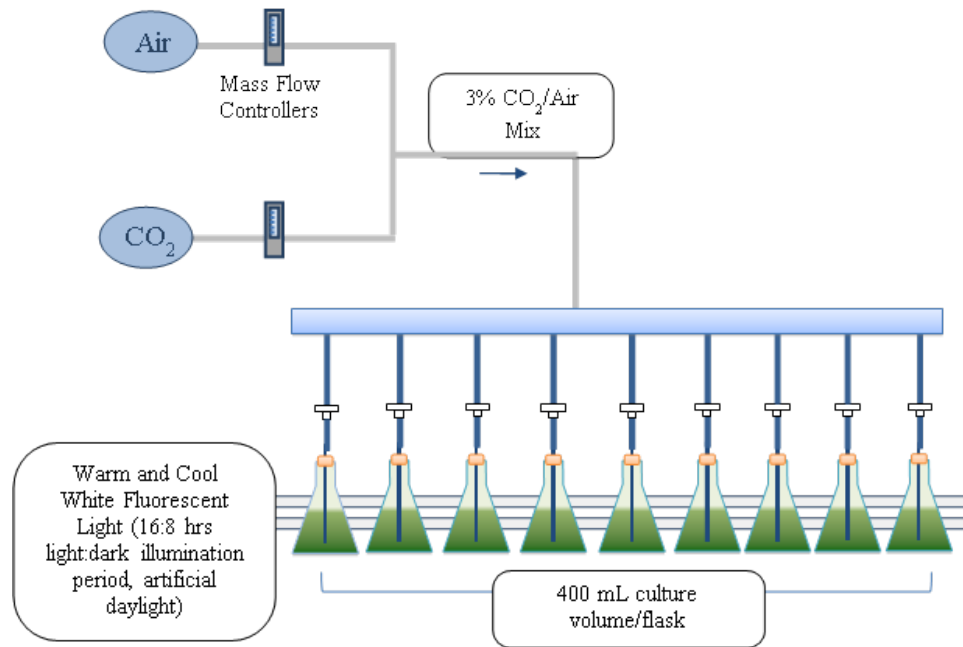 Air
Mass Flow
Controllers
3% CO₂/Air
Mix
CO₂
Warm and Cool
White Fluorescent
Light (16:8 hrs
light:dark illumination
period, artificial
daylight)
400 mL culture
volume/flask